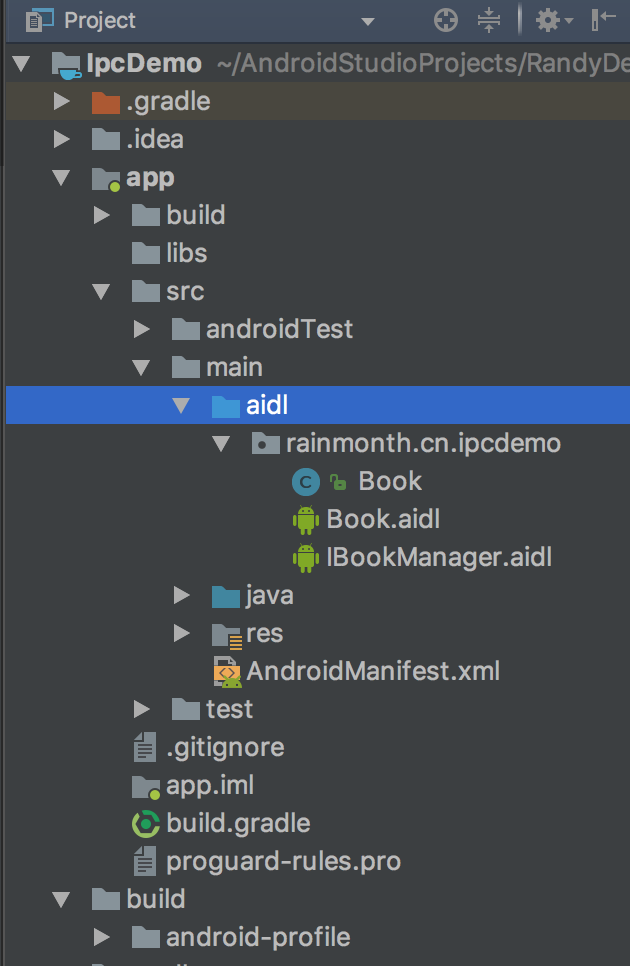 Project
IpcDemo ~/AndroidStudioProjects/RandyDe
.gradle
.idea
app
build
libs
src
androidTest
main
aidl
rainmonth.cn.ipcdemo
C Book
Book.aidl
IBookManager.aidl
java
res
AndroidManifest.xml
test
.gitignore
app.iml
build.gradle
proguard-rules.pro
build
android-profile